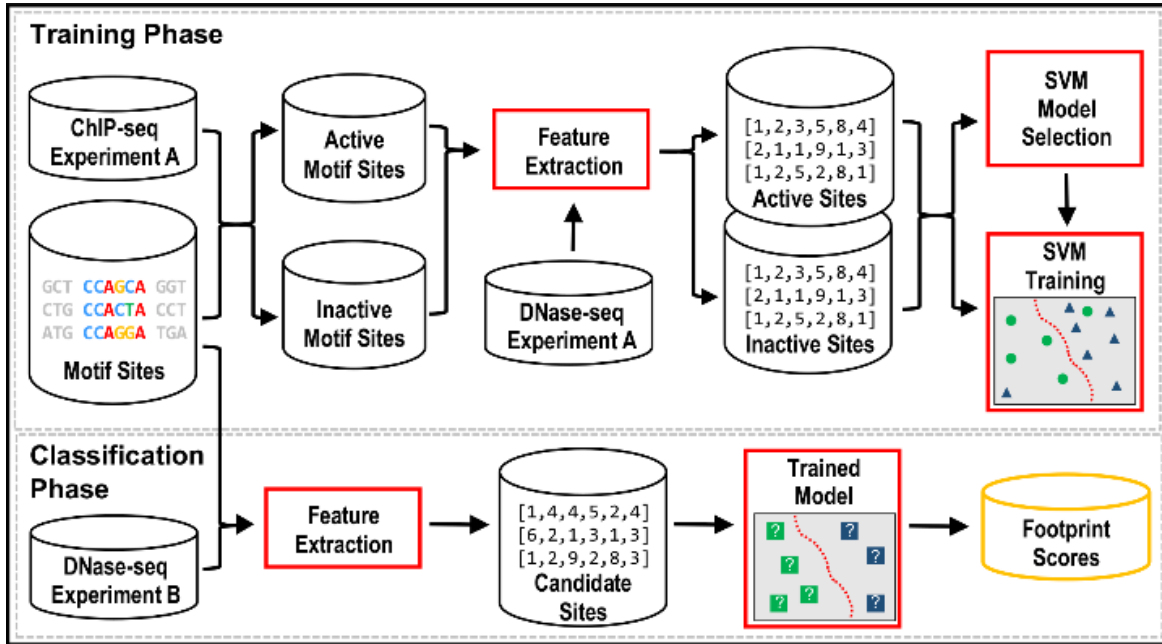 Training Phase
ChIP-seq
Experiment A
GCT CCAGCA GGT
CTG CCACTA CCT
ATG CCAGGA TGA
Motif Sites
Active
Motif Sites
Inactive
Motif Sites
Feature
Extraction
DNase-seq
Experiment A
[1,2,3,5,8,4]
[2,1,1,9,1,3]
[1,2,5,2,8,1]
Active Sites
[1,2,3,5,8,4]
[2,1,1,9,1,3]
[1,2,5,2,8,1]
Inactive Sites
SVM
Model
Selection
SVM
Training
Classification
Phase
DNase-seq
Experiment B
Feature
Extraction
[1,4,4,5,2,4]
[6,2,1,3,1,3]
[1,2,9,2,8,3]
Candidate
Sites
Trained
Model
? ?
?
?
? ? ?
Footprint
Scores